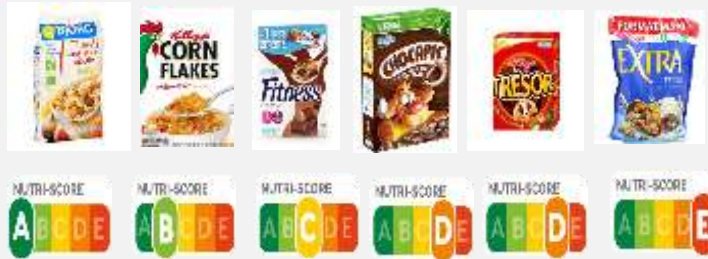 Kellogg's
CORN
FLAKES
Fitness
CHOCAPIC
TRESOR
EXTRA
NUTRI-SCORE
A B C D E
NUTRI-SCORE
A B C D E
NUTRI-SCORE
A B C D E
NUTRI-SCORE
A B C D E
NUTRI-SCORE
A B C D E
NUTRI-SCORE
A B C D E